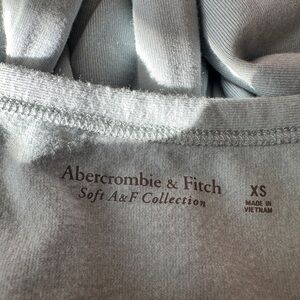 Abercrombie & Fitch
Soft A&F Collection
XS
MADE IN
VIETNAM